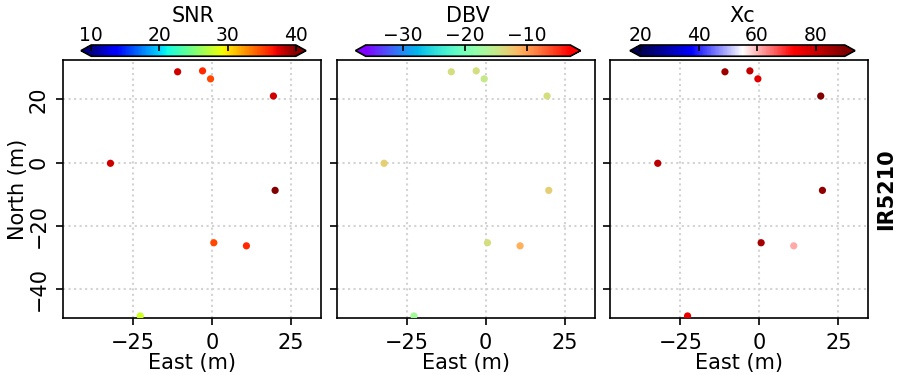 SNR DBV Xc
10 20 30 40 −30 −20 −10 20 40 60 80
20
0
−20
−40
North (m)
IR5210
−25 0 25 −25 0 25 −25 0 25
East (m) East (m) East (m)